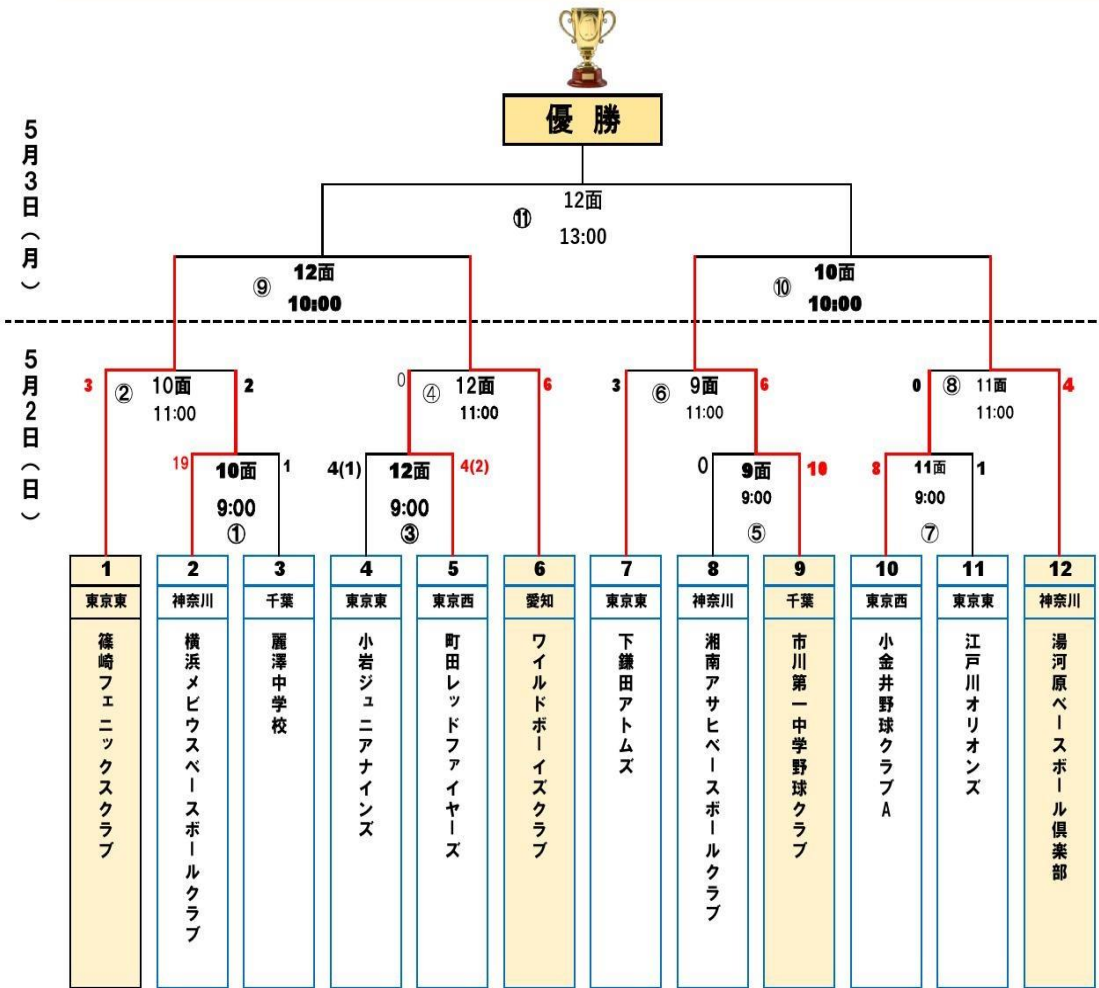 優勝
5月3日(月)
12面
⑪
13:00
12面
⑨
10:00
10面
⑩
10:00
5月2日(日)
3
②
10面
2
11:00
0
④
12面
6
11:00
3
⑥
9面
6
11:00
0
⑧
11面
4
11:00
19
10面
1
9:00
①
4(1)
12面
4(2)
9:00
③
0
9面
10
9:00
⑤
8
11面
1
9:00
⑦
1
東京東
篠崎フェニックスクラブ
2
神奈川
横浜メビウスベースボールクラブ
3
千葉
麗澤中学校
4
東京東
小岩ジュニアナインズ
5
東京西
町田レッドファイヤーズ
6
愛知
ワイルドボーイズクラブ
7
東京東
下鎌田アトムズ
8
神奈川
湘南アサヒベースボールクラブ
9
千葉
市川第一中学野球クラブ
10
東京西
小金井野球クラブA
11
東京東
江戸川オリオンズ
12
神奈川
湯河原ベースボール倶楽部